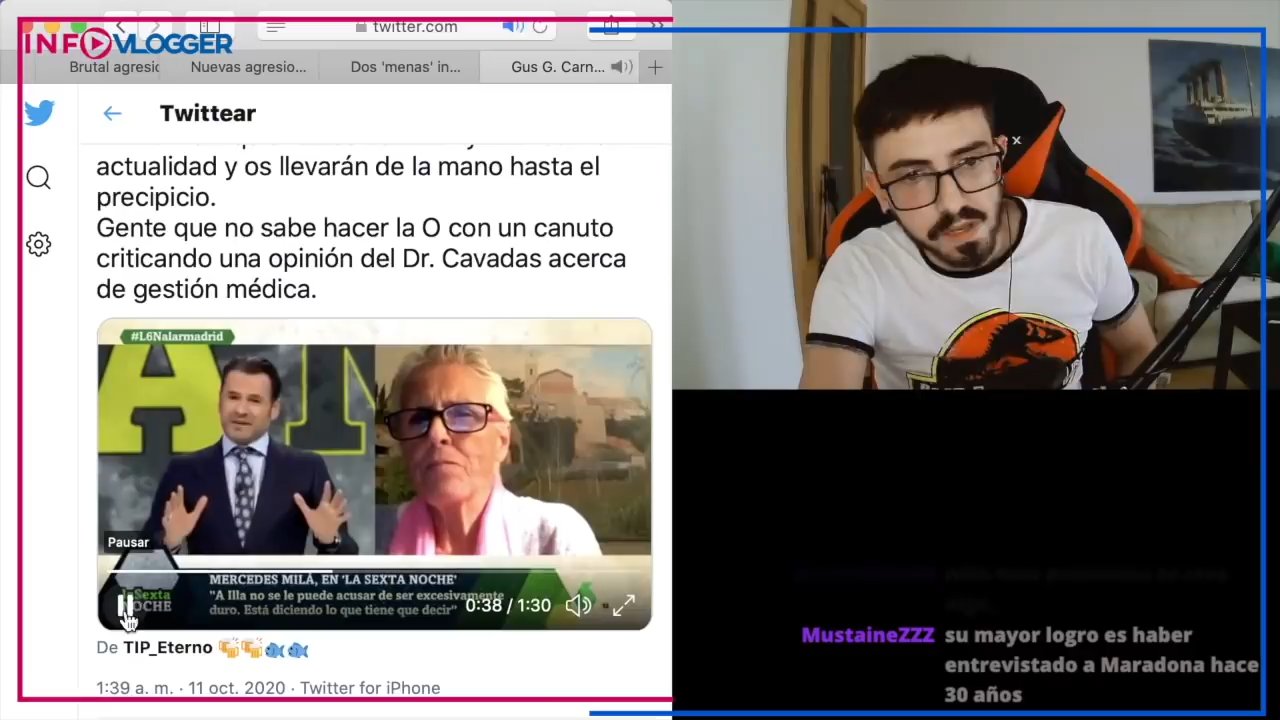 INFOVLOGGER
twitter.com
Brutal agresic
Nuevas agresio...
Dos 'menas' in...
Gus G. Carn...
Twittear
actualidad y os llevarán de la mano hasta el
precipicio.
Gente que no sabe hacer la O con un canuto
criticando una opinión del Dr. Cavadas acerca
de gestión médica.
#L6Nalarmadrid
Pausar
MERCEDES MILÁ, EN 'LA SEXTA NOCHE'
"A Illa no se le puede acusar de ser excesivamente
duro. Está diciendo lo que tiene que decir"
laSexta
NOCHE
0:38 / 1:30
De TIP_Eterno
1:39 a. m. · 11 oct. 2020 · Twitter for iPhone
MustaineZZZ su mayor logro es haber
entrevistado a Maradona hace
30 años